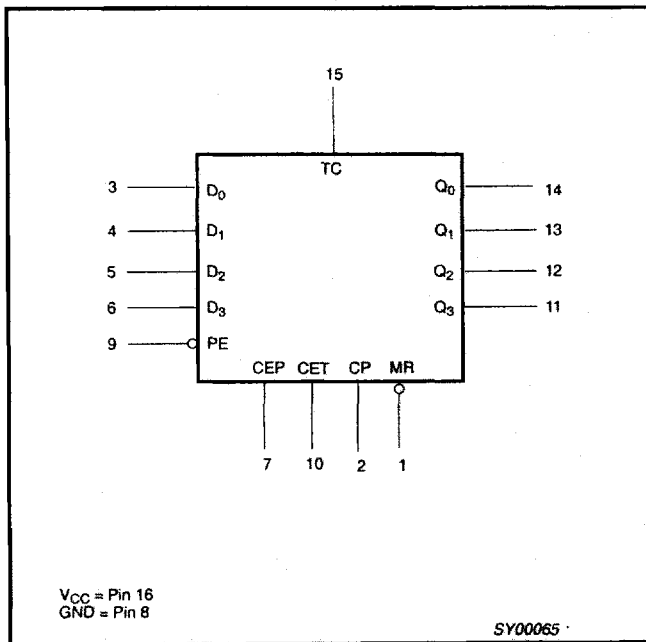 15
TC
3 D₀ Q₀ 14
4 D₁ Q₁ 13
5 D₂ Q₂ 12
6 D₃ Q₃ 11
9 PE
CEP CET CP MR
7 10 2 1
V_CC = Pin 16
GND = Pin 8
SY00065